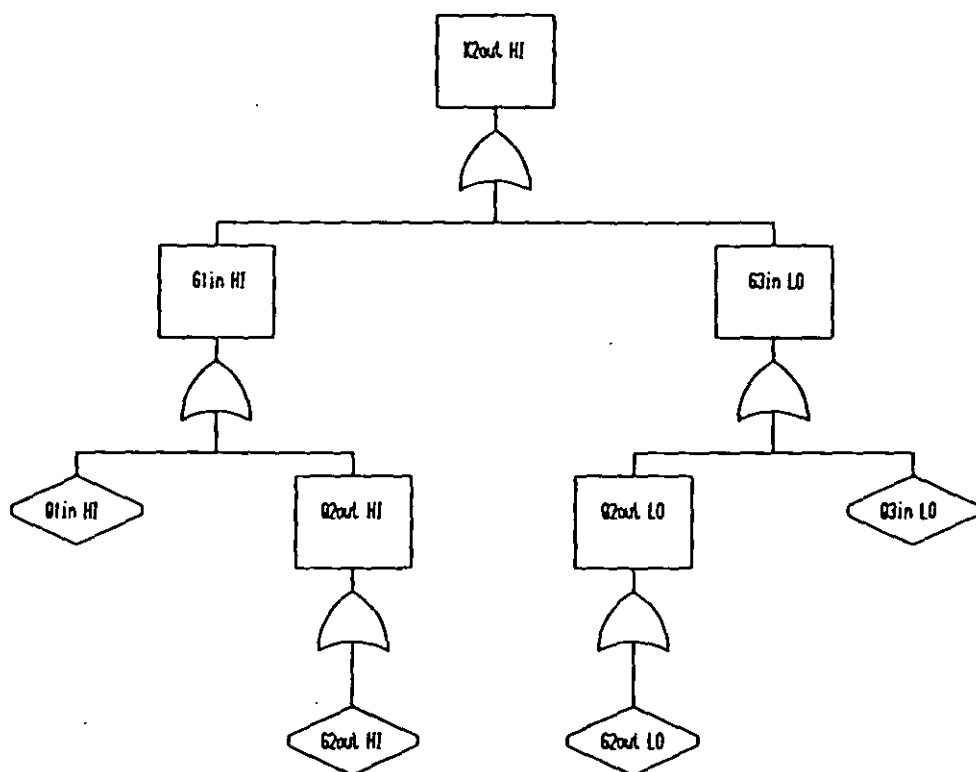 X2out HI
G1in HI
G3in LO
Q1in HI
Q2out HI
Q2out LO
Q3in LO
G2out HI
G2out LO